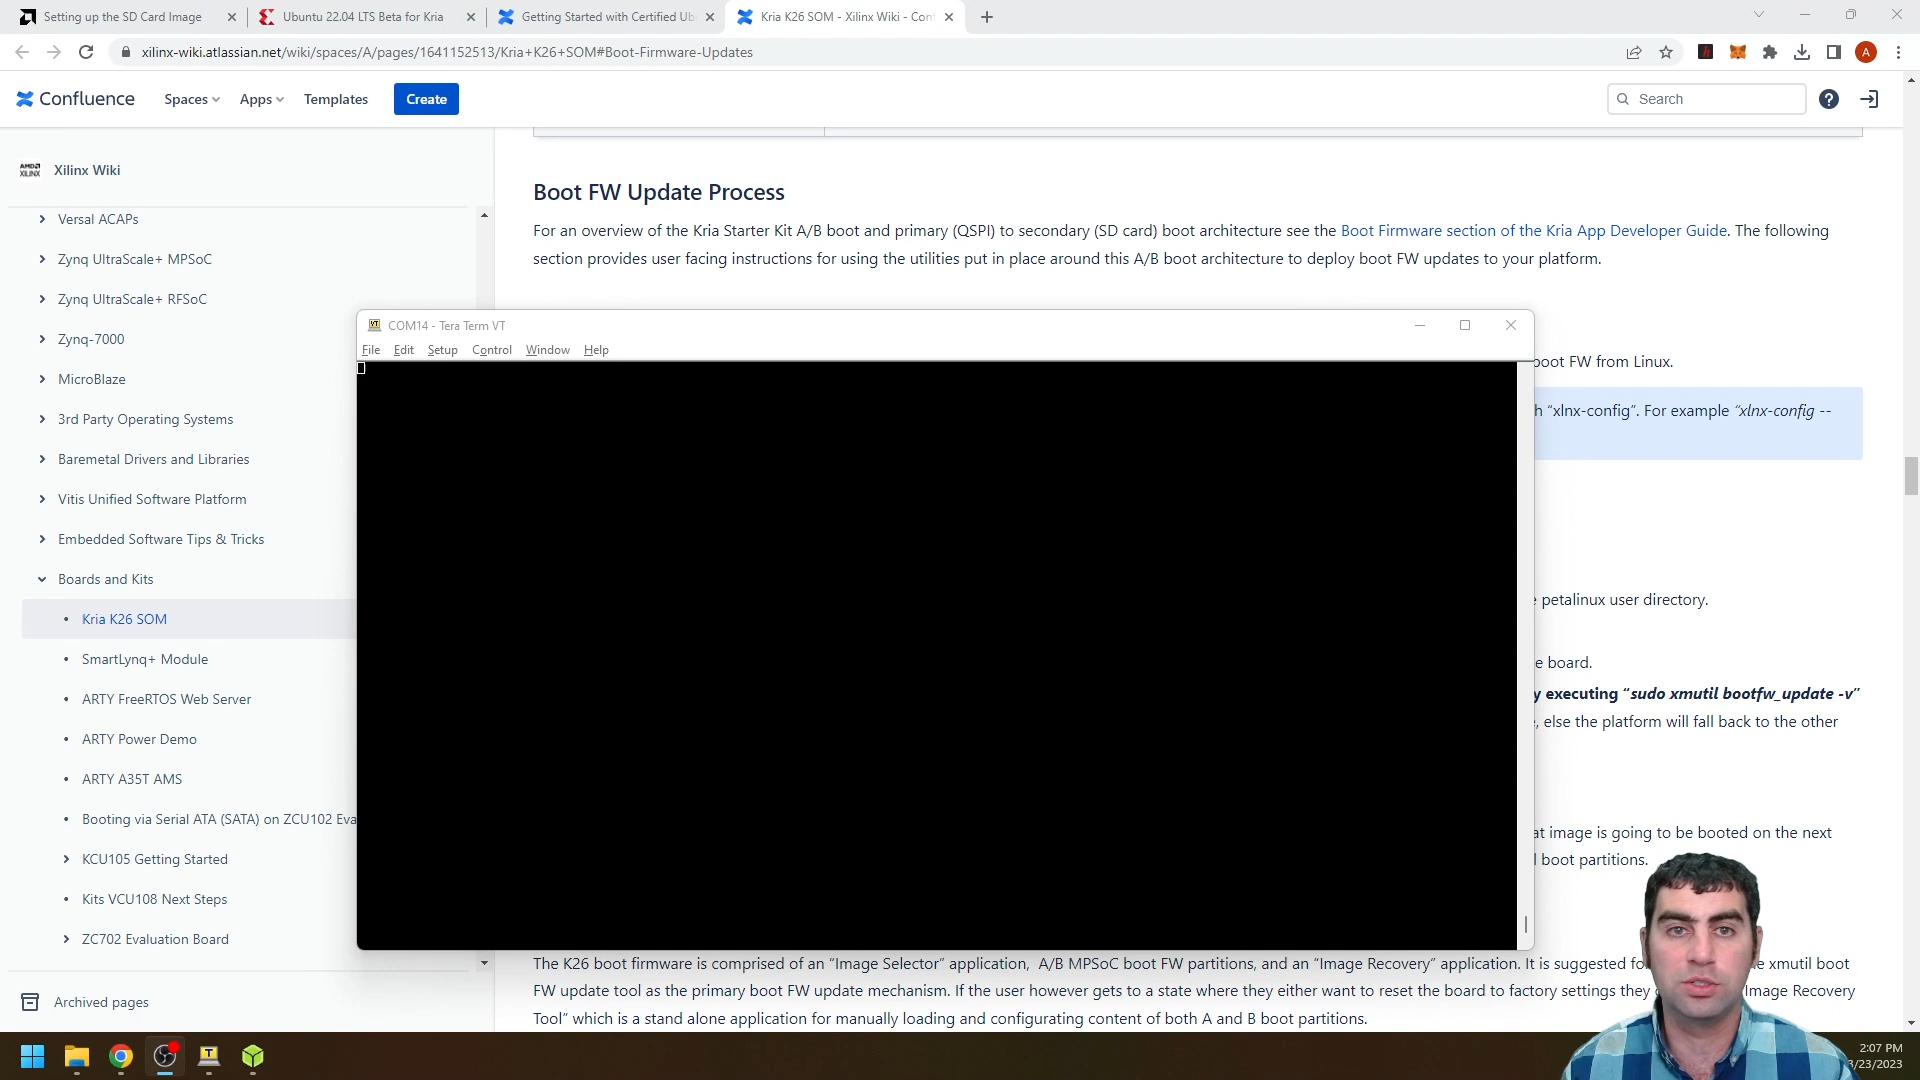 Setting up the SD Card Image
Ubuntu 22.04 LTS Beta for Kria
Getting Started with Certified Ub
Kria K26 SOM - Xilinx Wiki - Con
xilinx-wiki.atlassian.net/wiki/spaces/A/pages/1641152513/Kria+K26+SOM#Boot-Firmware-Updates
A
Confluence
Spaces
Apps
Templates
Create
Search
AMD XILINX
Xilinx Wiki
Versal ACAPs
Zynq UltraScale+ MPSoC
Zynq UltraScale+ RFSoC
Zynq-7000
MicroBlaze
3rd Party Operating Systems
Baremetal Drivers and Libraries
Vitis Unified Software Platform
Embedded Software Tips & Tricks
Boards and Kits
Kria K26 SOM
SmartLynq+ Module
ARTY FreeRTOS Web Server
ARTY Power Demo
ARTY A35T AMS
Booting via Serial ATA (SATA) on ZCU102 Eva
KCU105 Getting Started
Kits VCU108 Next Steps
ZC702 Evaluation Board
Archived pages
Boot FW Update Process
For an overview of the Kria Starter Kit A/B boot and primary (QSPI) to secondary (SD card) boot architecture see the Boot Firmware section of the Kria App Developer Guide. The following
section provides user facing instructions for using the utilities put in place around this A/B boot architecture to deploy boot FW updates to your platform.
COM14 - Tera Term VT
File Edit Setup Control Window Help
boot FW from Linux.
h "xlnx-config". For example "xlnx-config --
petalinux user directory.
e board.
y executing "sudo xmutil bootfw_update -v"
, else the platform will fall back to the other
at image is going to be booted on the next
boot partitions.
The K26 boot firmware is comprised of an "Image Selector" application, A/B MPSoC boot FW partitions, and an "Image Recovery" application. It is suggested fo e xmutil boot
FW update tool as the primary boot FW update mechanism. If the user however gets to a state where they either want to reset the board to factory settings they Image Recovery
Tool" which is a stand alone application for manually loading and configurating content of both A and B boot partitions.
2:07 PM
3/23/2023